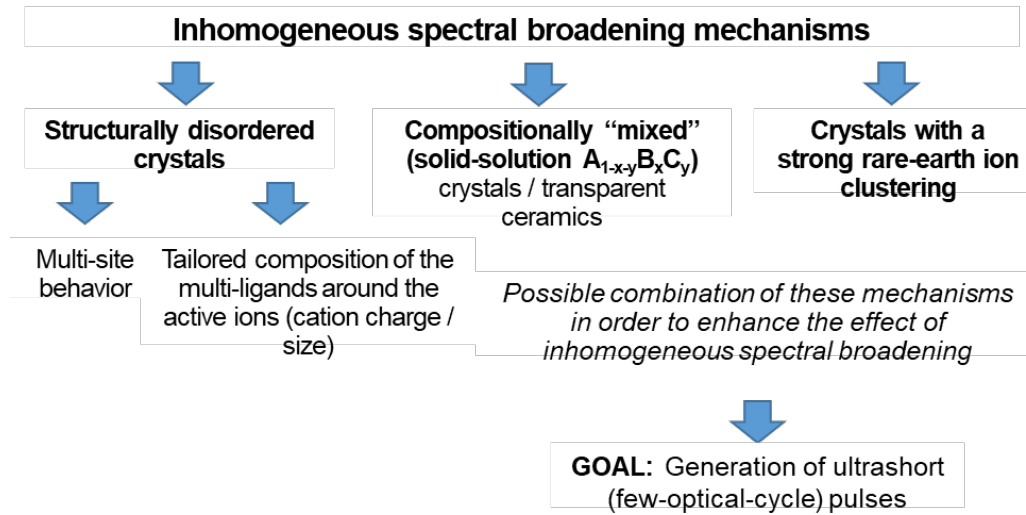 Inhomogeneous spectral broadening mechanisms
Structurally disordered
crystals
Compositionally “mixed”
(solid-solution A₁₋ₓ₋ᵧBₓCᵧ)
crystals / transparent
ceramics
Crystals with a
strong rare-earth ion
clustering
Multi-site
behavior
Tailored composition of the
multi-ligands around the
active ions (cation charge /
size)
Possible combination of these mechanisms
in order to enhance the effect of
inhomogeneous spectral broadening
GOAL: Generation of ultrashort
(few-optical-cycle) pulses